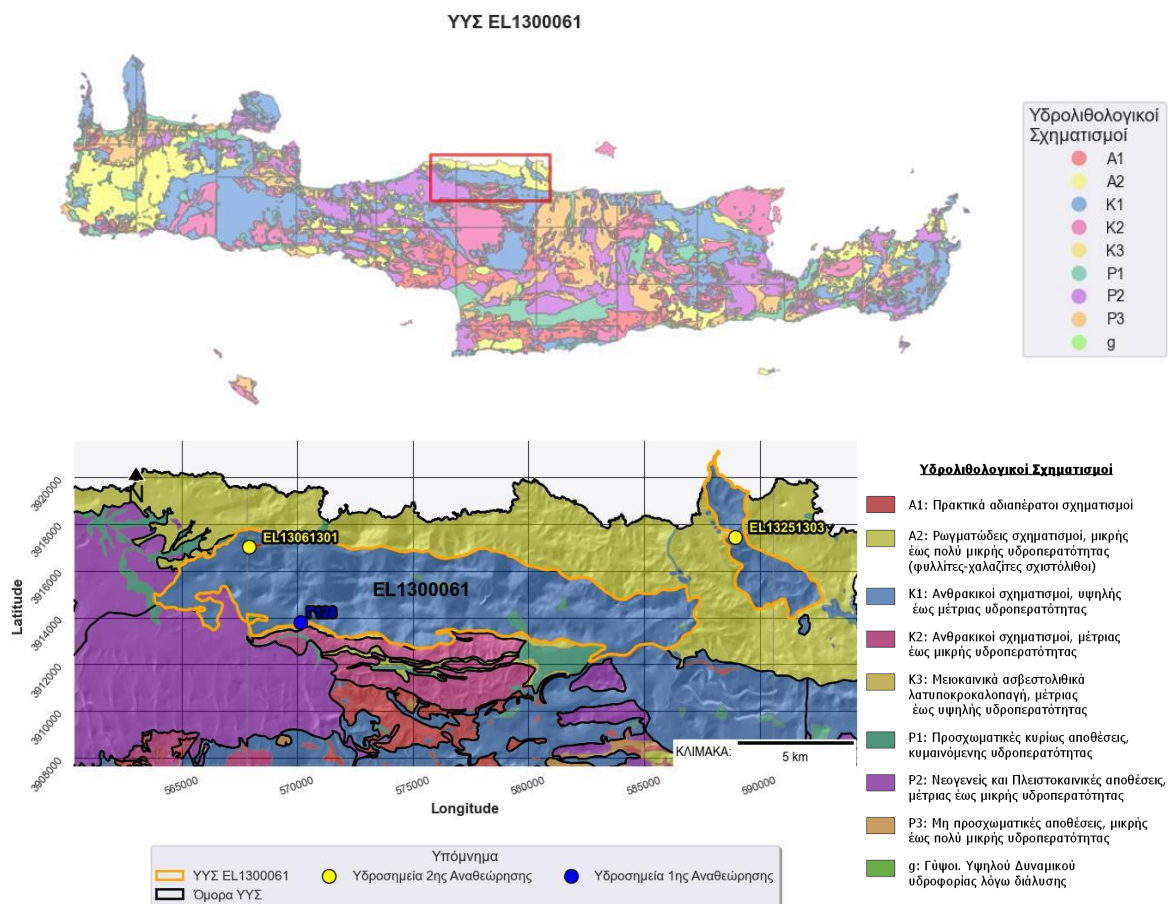 ΥΥΣ EL1300061
Υδρολιθολογικοί
Σχηματισμοί
A1
A2
K1
K2
K3
P1
P2
P3
g
N
EL13061301
EL13251303
EL1300061
Γ128
Latitude
3920000
3918000
3916000
3914000
3912000
3910000
3908000
565000
570000
575000
580000
585000
590000
Longitude
ΚΛΙΜΑΚΑ:
5 km
Υδρολιθολογικοί Σχηματισμοί
A1: Πρακτικά αδιαπέρατοι σχηματισμοί
A2: Ρωγματώδεις σχηματισμοί, μικρής
έως πολύ μικρής υδροπερατότητας
(φυλλίτες-χαλαζίτες σχιστόλιθοι)
K1: Ανθρακικοί σχηματισμοί, υψηλής
έως μέτριας υδροπερατότητας
K2: Ανθρακικοί σχηματισμοί, μέτριας
έως μικρής υδροπερατότητας
K3: Μειοκαινικά ασβεστολιθικά
λατυποκροκαλοπαγή, μέτριας
έως υψηλής υδροπερατότητας
P1: Προσχωματικές κυρίως αποθέσεις,
κυμαινόμενης υδροπερατότητας
P2: Νεογενείς και Πλειστοκαινικές αποθέσεις,
μέτριας έως μικρής υδροπερατότητας
P3: Μη προσχωματικές αποθέσεις, μικρής
έως πολύ μικρής υδροπερατότητας
g: Γύψοι. Υψηλού Δυναμικού
υδροφορίας λόγω διάλυσης
Υπόμνημα
ΥΥΣ EL1300061
Υδροσημεία 2ης Αναθεώρησης
Υδροσημεία 1ης Αναθεώρησης
Όμορα ΥΥΣ